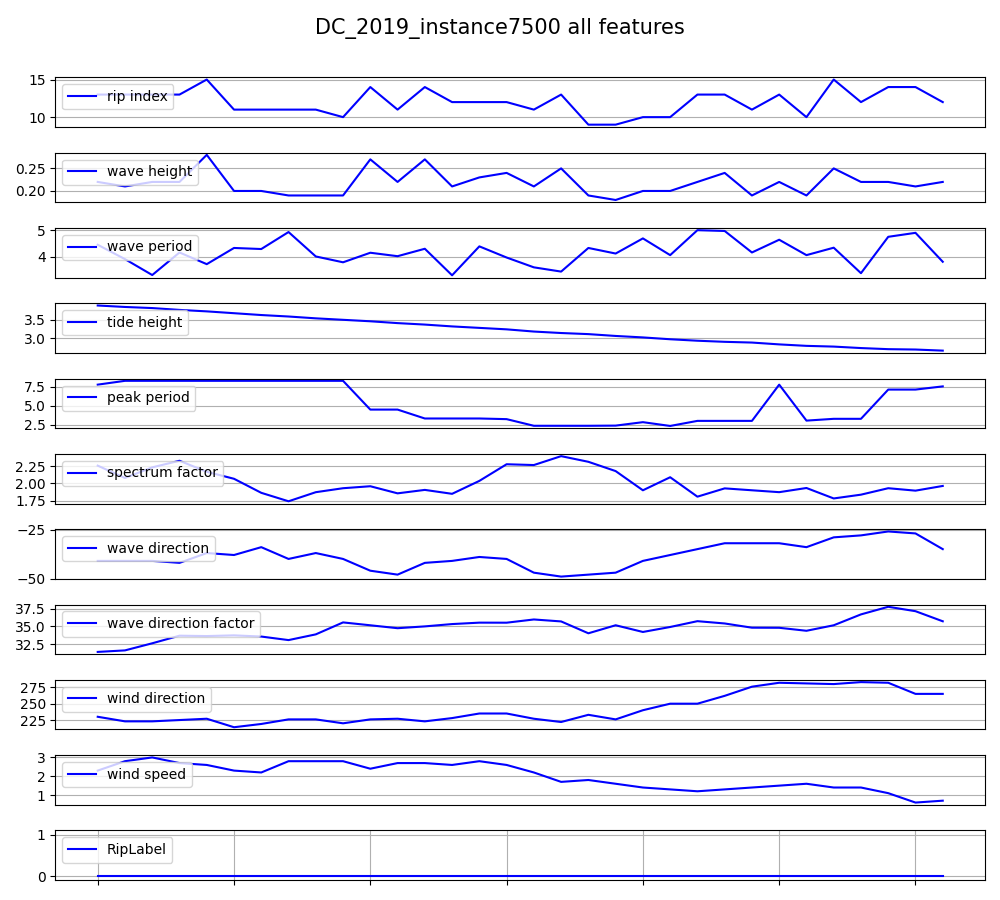 DC_2019_instance7500 all features
15
10
rip index
0.25
0.20
wave height
5
4
wave period
3.5
3.0
tide height
7.5
5.0
2.5
peak period
2.25
2.00
1.75
spectrum factor
−25
−50
wave direction
37.5
35.0
32.5
wave direction factor
275
250
225
wind direction
3
2
1
wind speed
1
0
RipLabel